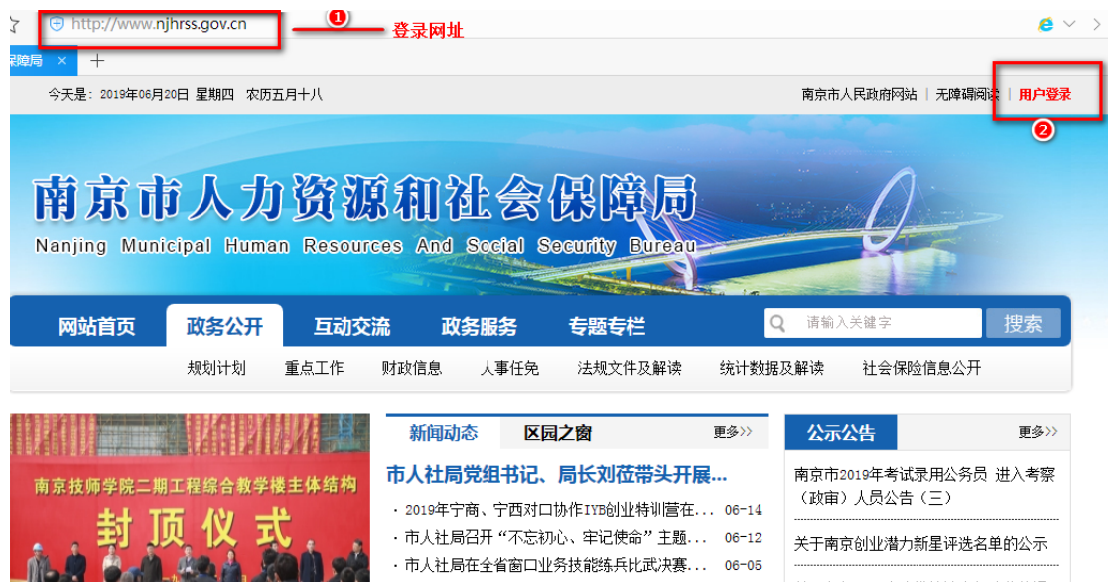 http://www.njhrss.gov.cn
1
登录网址
保障局 × +
今天是：2019年06月20日 星期四 农历五月十八
南京市人民政府网站 | 无障碍阅读 | 用户登录
2
南京市人力资源和社会保障局
Nanjing Municipal Human Resources And Social Security Bureau
网站首页 政务公开 互动交流 政务服务 专题专栏 请输入关键字 搜索
规划计划 重点工作 财政信息 人事任免 法规文件及解读 统计数据及解读 社会保险信息公开
南京技师学院二期工程综合教学楼主体结构
封顶仪式
新闻动态 区园之窗 更多>>
市人社局党组书记、局长刘莅带头开展...
· 2019年宁商、宁西对口协作IYB创业特训营在... 06-14
· 市人社局召开“不忘初心、牢记使命”主题... 06-12
· 市人社局在全省窗口业务技能练兵比武决赛... 06-05
公示公告 更多>>
南京市2019年考试录用公务员 进入考察
（政审）人员公告（三）
关于南京创业潜力新星评选名单的公示